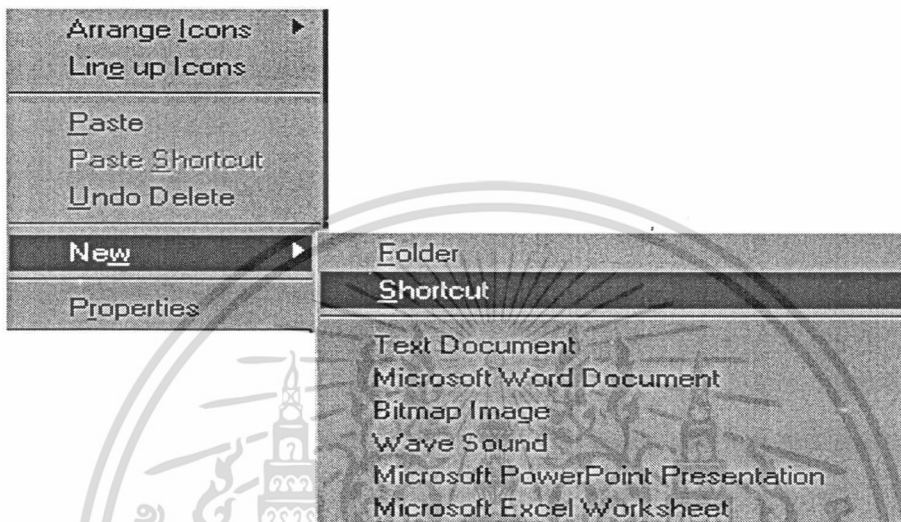 Arrange Icons
Line up Icons
Paste
Paste Shortcut
Undo Delete
New
Properties
Folder
Shortcut
Text Document
Microsoft Word Document
Bitmap Image
Wave Sound
Microsoft PowerPoint Presentation
Microsoft Excel Worksheet